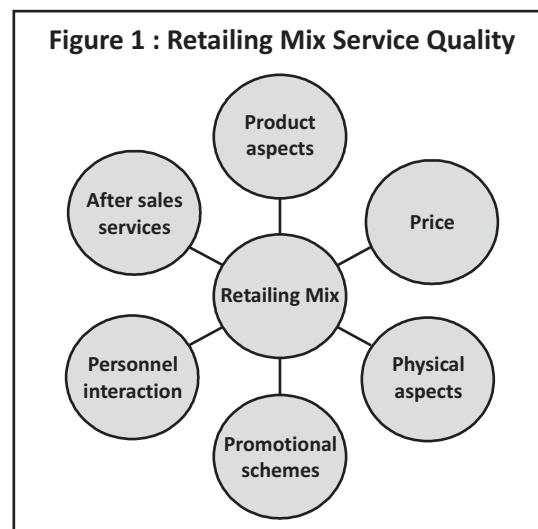 Figure 1 : Retailing Mix Service Quality
Product
aspects
After sales
services
Price
Retailing Mix
Personnel
interaction
Physical
aspects
Promotional
schemes